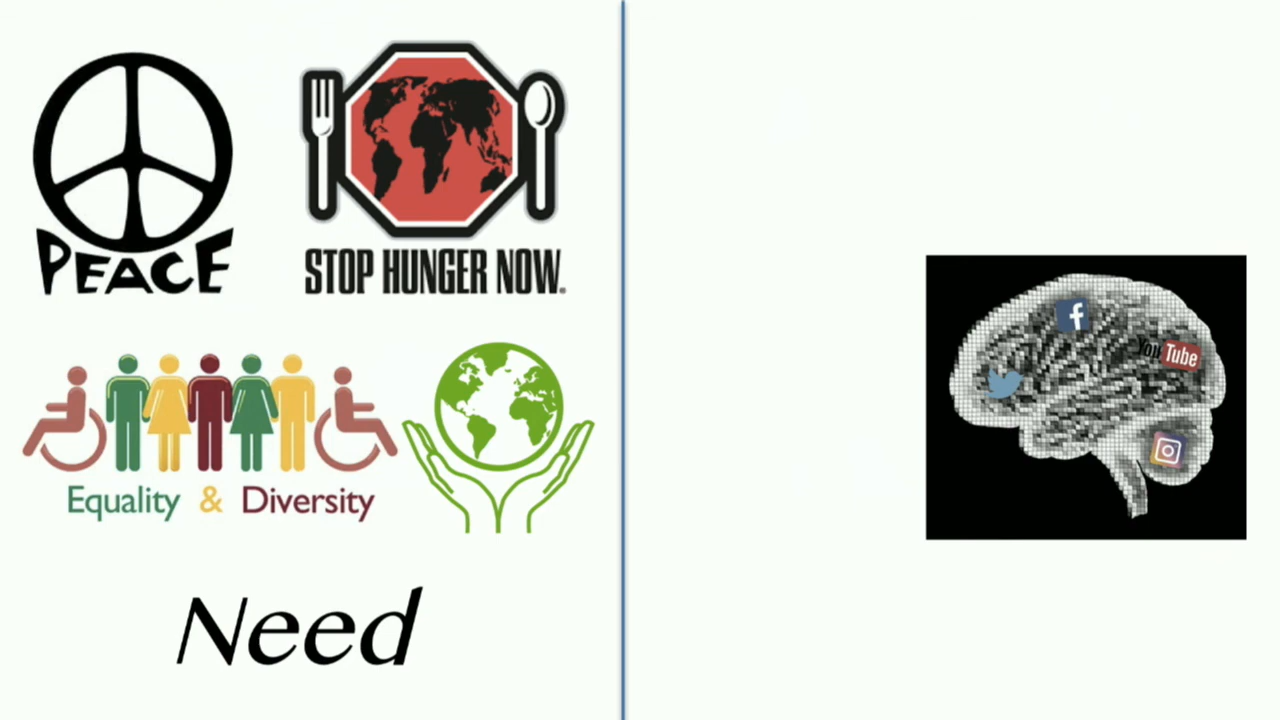 PEACE
STOP HUNGER NOW.
Equality & Diversity
Need
f
YouTube